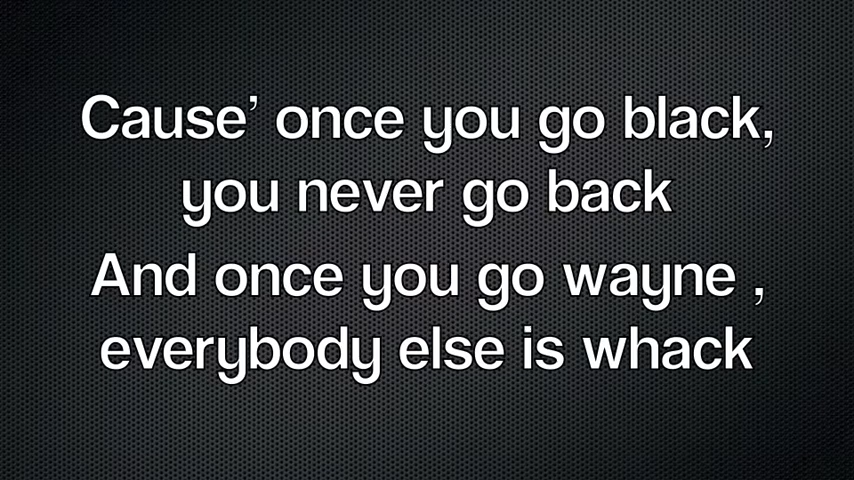 Cause’ once you go black,
you never go back
And once you go wayne ,
everybody else is whack